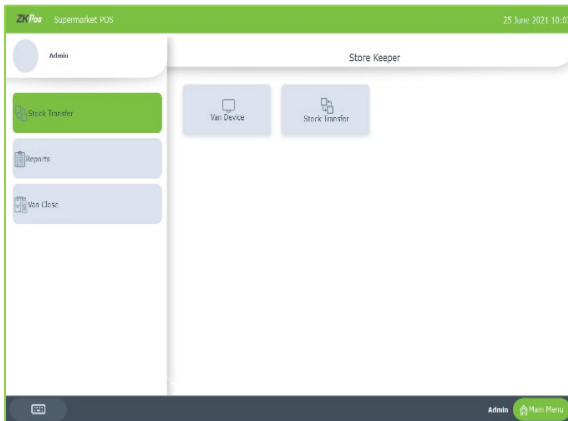 ZKPos Supermarket POS 25 June 2021 10:07
Admin
Store Keeper
Stock Transfer
Van Device
Stock Transfer
Reports
Van Close
Admin Main Menu